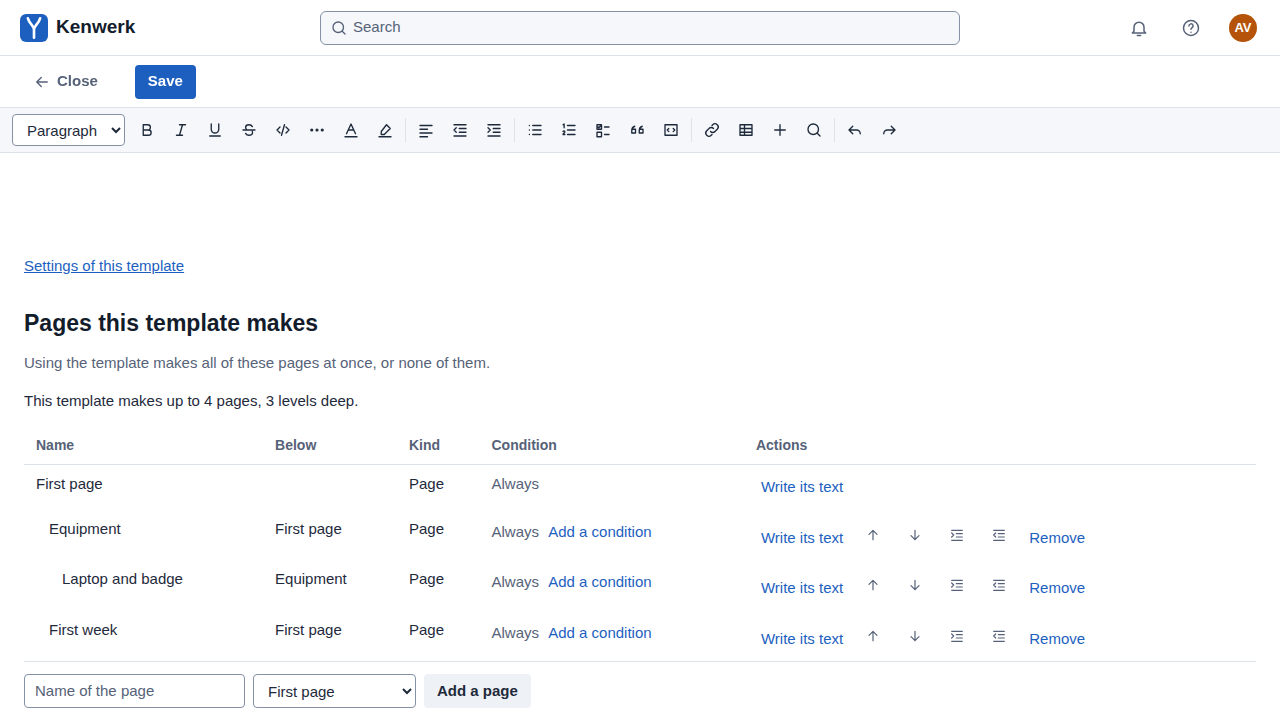 Kenwerk
Search
AV
Close
Save
Paragraph
Settings of this template
Pages this template makes
Using the template makes all of these pages at once, or none of them.
This template makes up to 4 pages, 3 levels deep.
Name Below Kind Condition Actions
First page Page Always Write its text
Equipment First page Page Always Add a condition Write its text Remove
Laptop and badge Equipment Page Always Add a condition Write its text Remove
First week First page Page Always Add a condition Write its text Remove
Name of the page First page Add a page